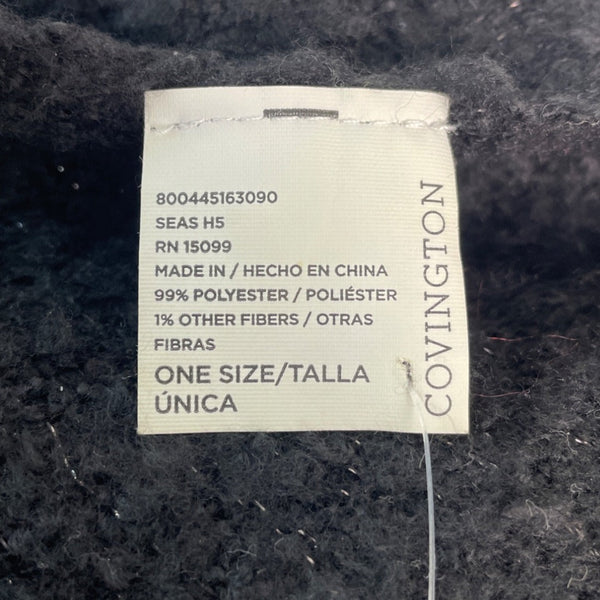 800445163090
SEAS H5
RN 15099
MADE IN / HECHO EN CHINA
99% POLYESTER / POLIÉSTER
1% OTHER FIBERS / OTRAS
FIBRAS
ONE SIZE/TALLA
ÚNICA
COVINGTON